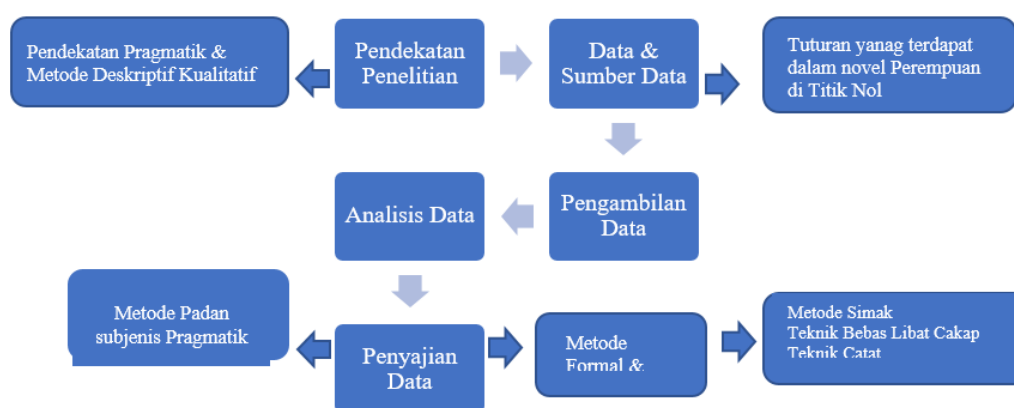 Pendekatan Pragmatik &
Metode Deskriptif Kualitatif
Pendekatan
Penelitian
Data &
Sumber Data
Tuturan yanag terdapat
dalam novel Perempuan
di Titik Nol
Analisis Data
Pengambilan
Data
Metode Padan
subjenis Pragmatik
Penyajian
Data
Metode
Formal &
Metode Simak
Teknik Bebas Libat Cakap
Teknik Catat